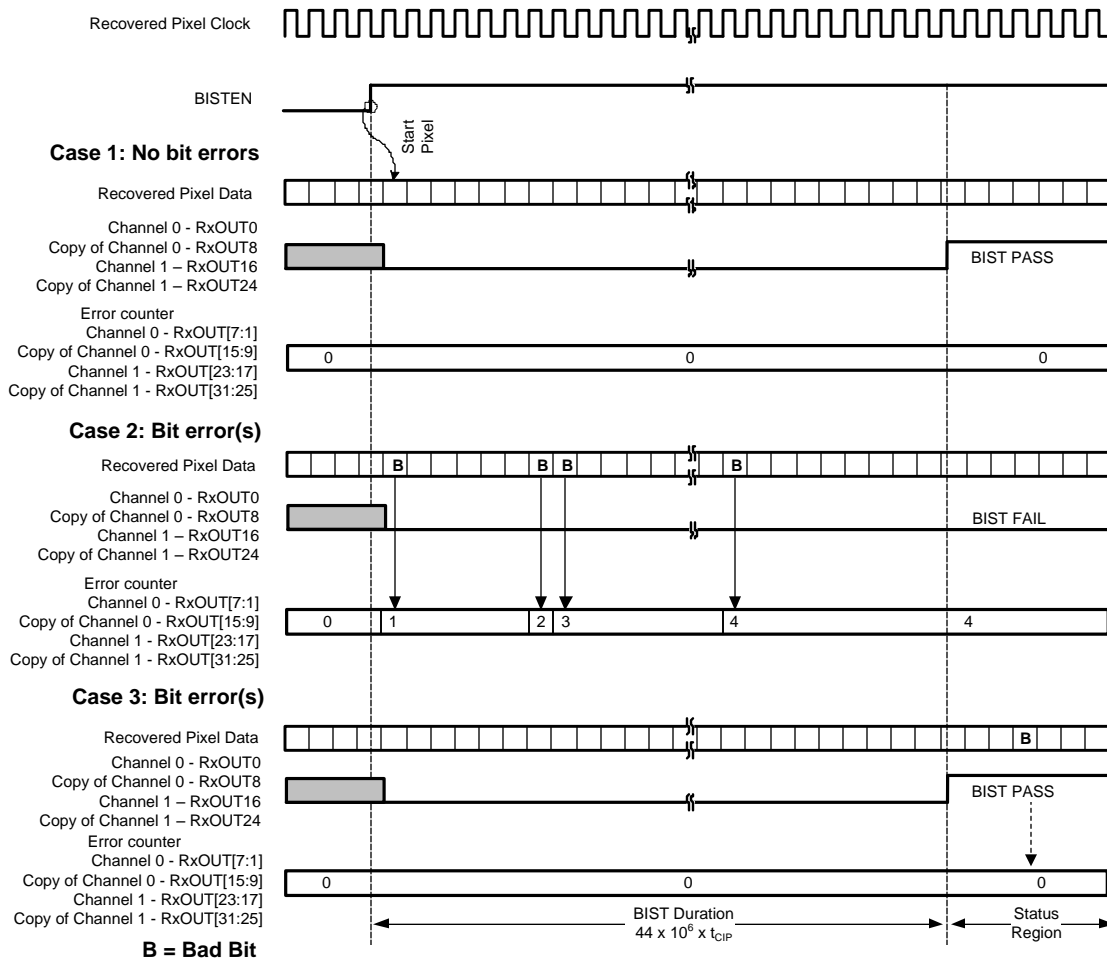 Recovered Pixel Clock
BISTEN
Start
Pixel
Case 1: No bit errors
Recovered Pixel Data
Channel 0 - RxOUT0
Copy of Channel 0 - RxOUT8
Channel 1 – RxOUT16
Copy of Channel 1 – RxOUT24
BIST PASS
Error counter
Channel 0 - RxOUT[7:1]
Copy of Channel 0 - RxOUT[15:9]
Channel 1 - RxOUT[23:17]
Copy of Channel 1 - RxOUT[31:25]
0 0 0
Case 2: Bit error(s)
Recovered Pixel Data
B B B B
Channel 0 - RxOUT0
Copy of Channel 0 - RxOUT8
Channel 1 – RxOUT16
Copy of Channel 1 – RxOUT24
BIST FAIL
Error counter
Channel 0 - RxOUT[7:1]
Copy of Channel 0 - RxOUT[15:9]
Channel 1 - RxOUT[23:17]
Copy of Channel 1 - RxOUT[31:25]
0 1 2 3 4 4
Case 3: Bit error(s)
Recovered Pixel Data
B
Channel 0 - RxOUT0
Copy of Channel 0 - RxOUT8
Channel 1 – RxOUT16
Copy of Channel 1 – RxOUT24
BIST PASS
Error counter
Channel 0 - RxOUT[7:1]
Copy of Channel 0 - RxOUT[15:9]
Channel 1 - RxOUT[23:17]
Copy of Channel 1 - RxOUT[31:25]
0 0 0
BIST Duration
44 x 10⁶ x tCIP
Status
Region
B = Bad Bit